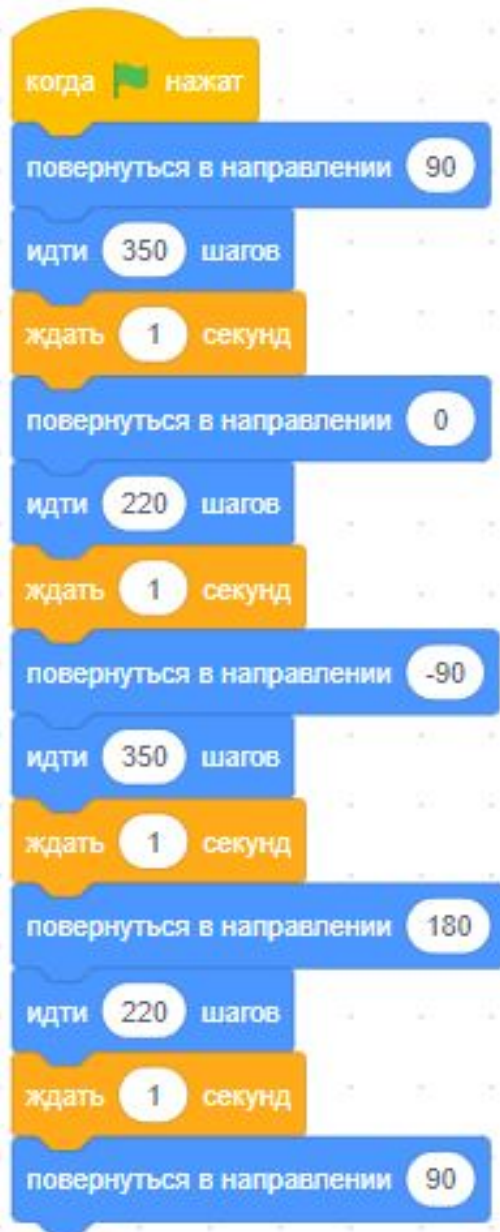 когда нажат
повернуться в направлении 90
идти 350 шагов
ждать 1 секунд
повернуться в направлении 0
идти 220 шагов
ждать 1 секунд
повернуться в направлении -90
идти 350 шагов
ждать 1 секунд
повернуться в направлении 180
идти 220 шагов
ждать 1 секунд
повернуться в направлении 90